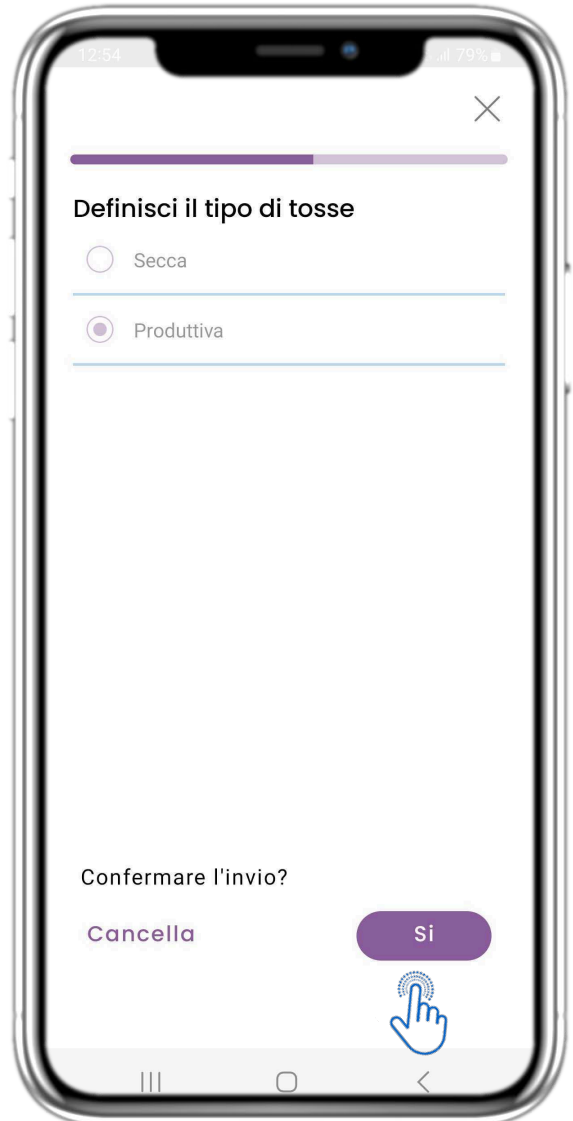 12:54
79%
Definisci il tipo di tosse
Secca
Produttiva
Confermare l'invio?
Cancella
Si